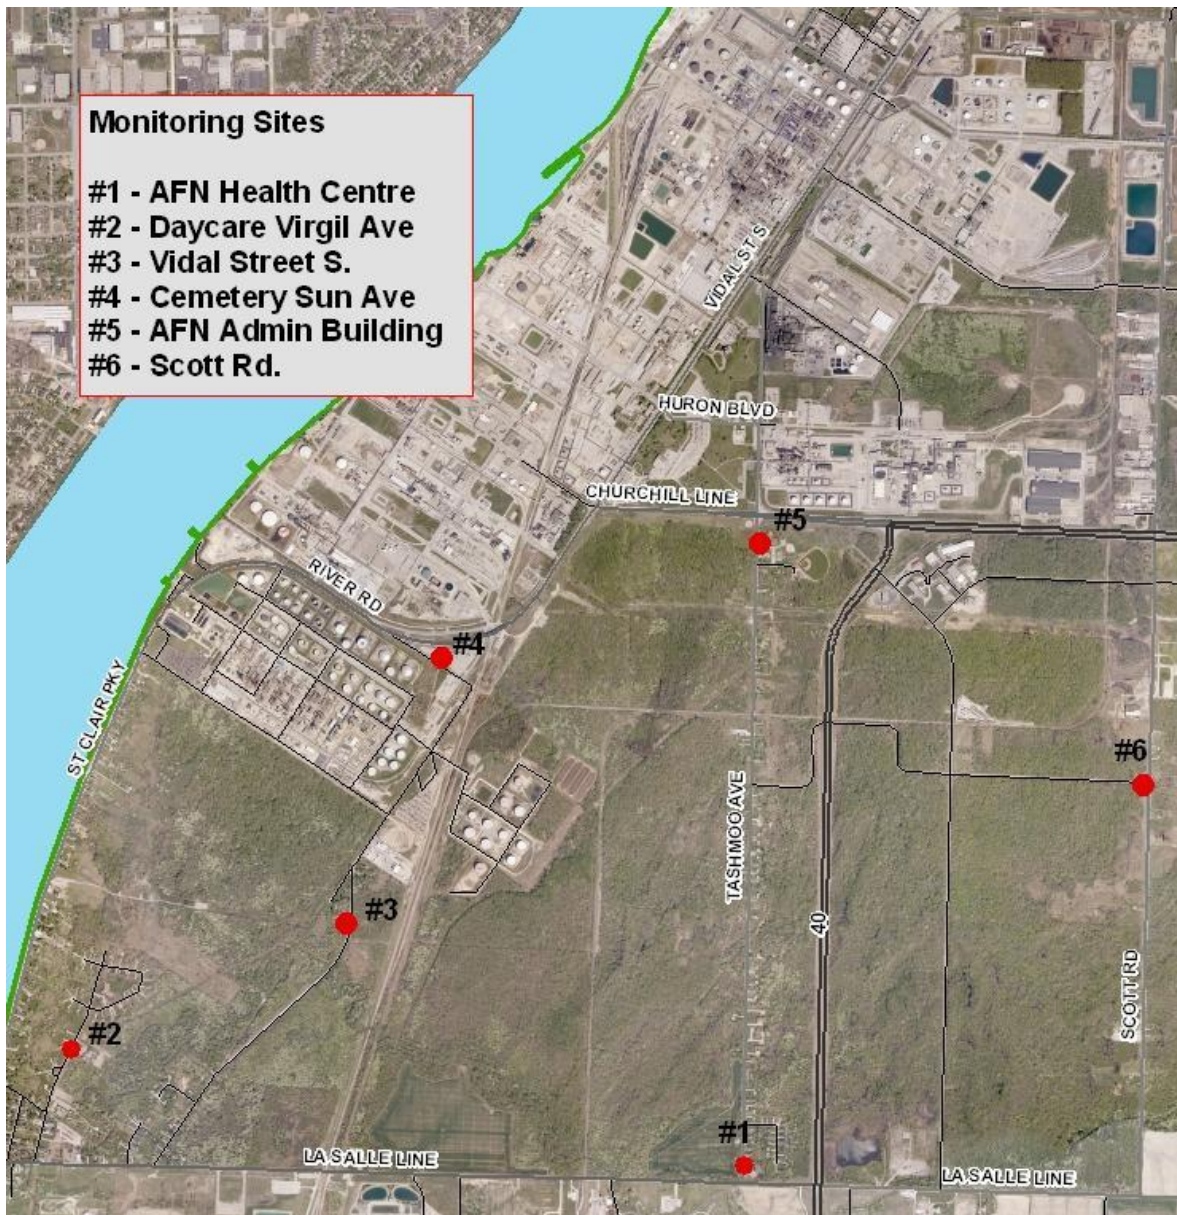 Monitoring Sites
#1 - AFN Health Centre
#2 - Daycare Virgil Ave
#3 - Vidal Street S.
#4 - Cemetery Sun Ave
#5 - AFN Admin Building
#6 - Scott Rd.
VIDAL ST S
HURON BLVD
CHURCHILL LINE
#5
RIVER RD
#4
ST CLAIR PKY
#6
TASHMOO AVE
#3
40
SCOTT RD
#2
#1
LA SALLE LINE
LA SALLE LINE